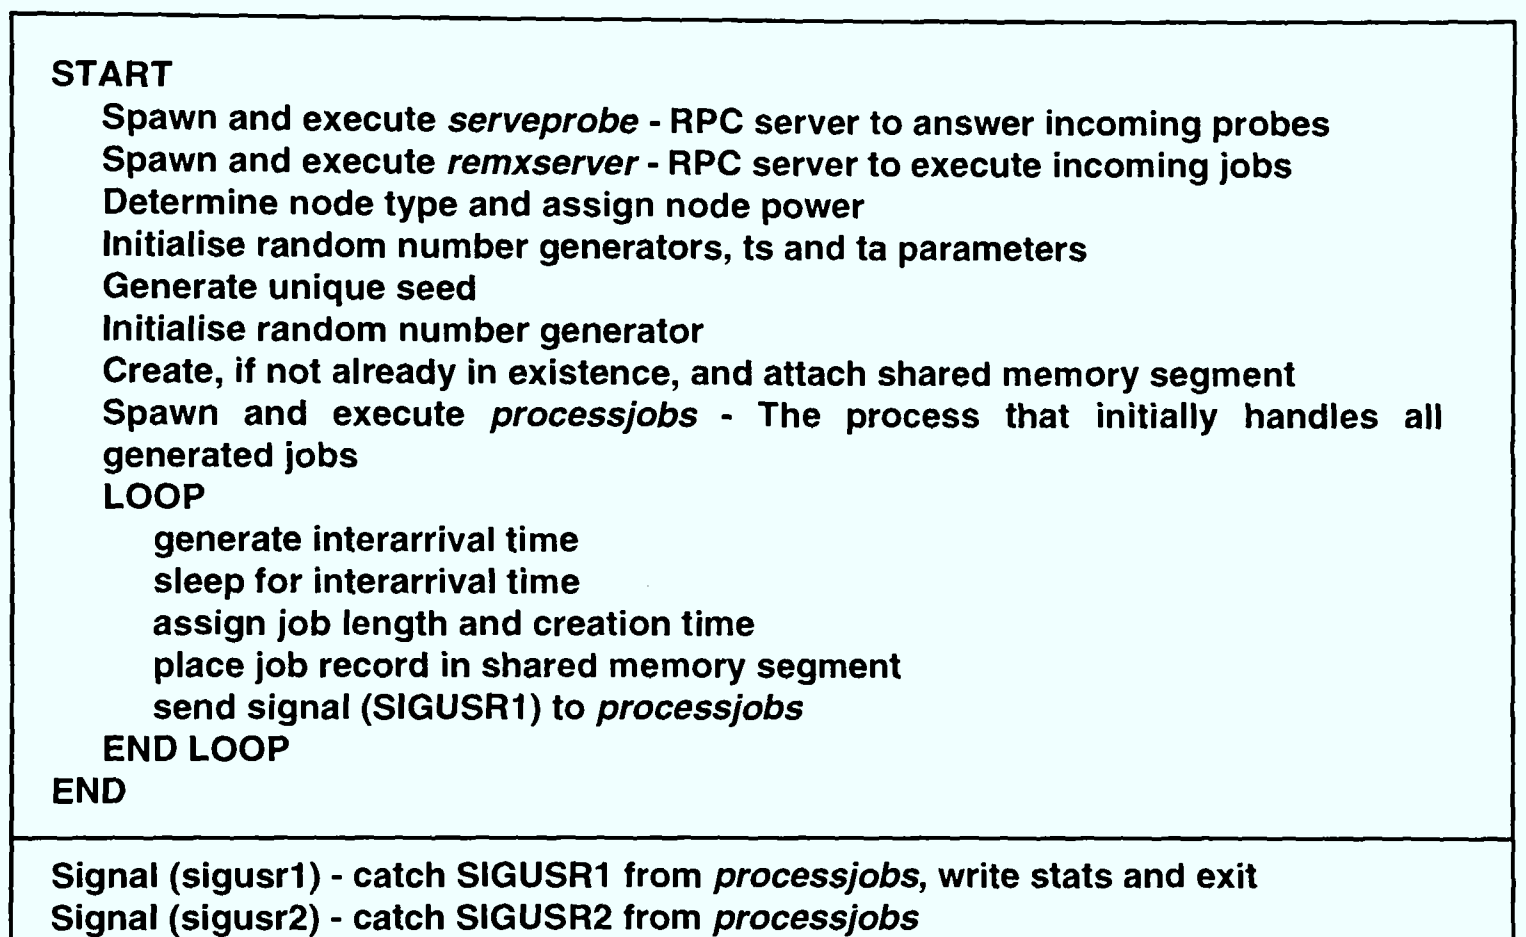 START
Spawn and execute serveprobe - RPC server to answer incoming probes
Spawn and execute remxserver - RPC server to execute incoming jobs
Determine node type and assign node power
Initialise random number generators, ts and ta parameters
Generate unique seed
Initialise random number generator
Create, if not already in existence, and attach shared memory segment
Spawn and execute processjobs - The process that initially handles all
generated jobs
LOOP
generate interarrival time
sleep for interarrival time
assign job length and creation time
place job record in shared memory segment
send signal (SIGUSR1) to processjobs
END LOOP
END
Signal (sigusr1) - catch SIGUSR1 from processjobs, write stats and exit
Signal (sigusr2) - catch SIGUSR2 from processjobs